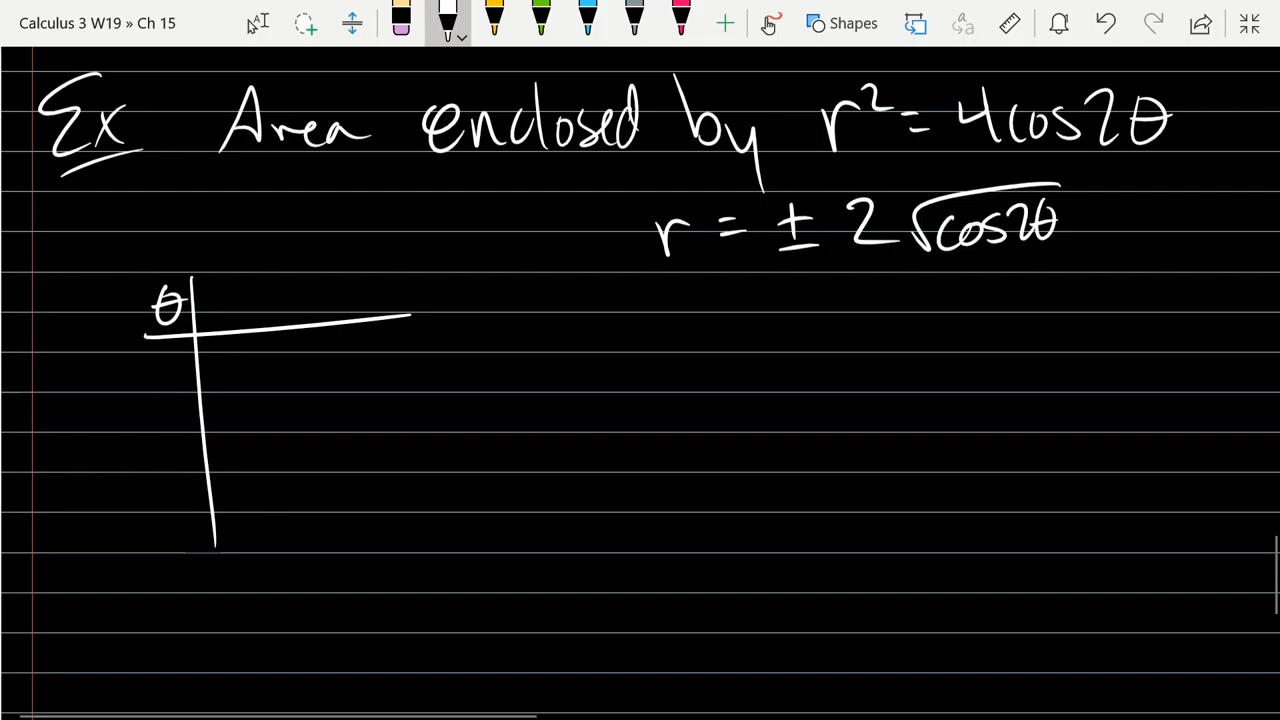 Calculus 3 W19 » Ch 15
Shapes
Ex Area enclosed by r² = 4cos2θ
r = ± 2 √cos2θ
θ